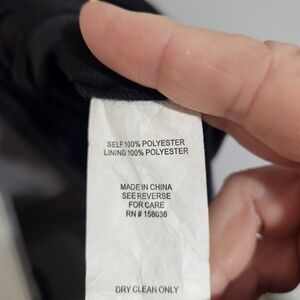 SELF 100% POLYESTER
LINING 100% POLYESTER
MADE IN CHINA
SEE REVERSE
FOR CARE
RN # 158036
DRY CLEAN ONLY